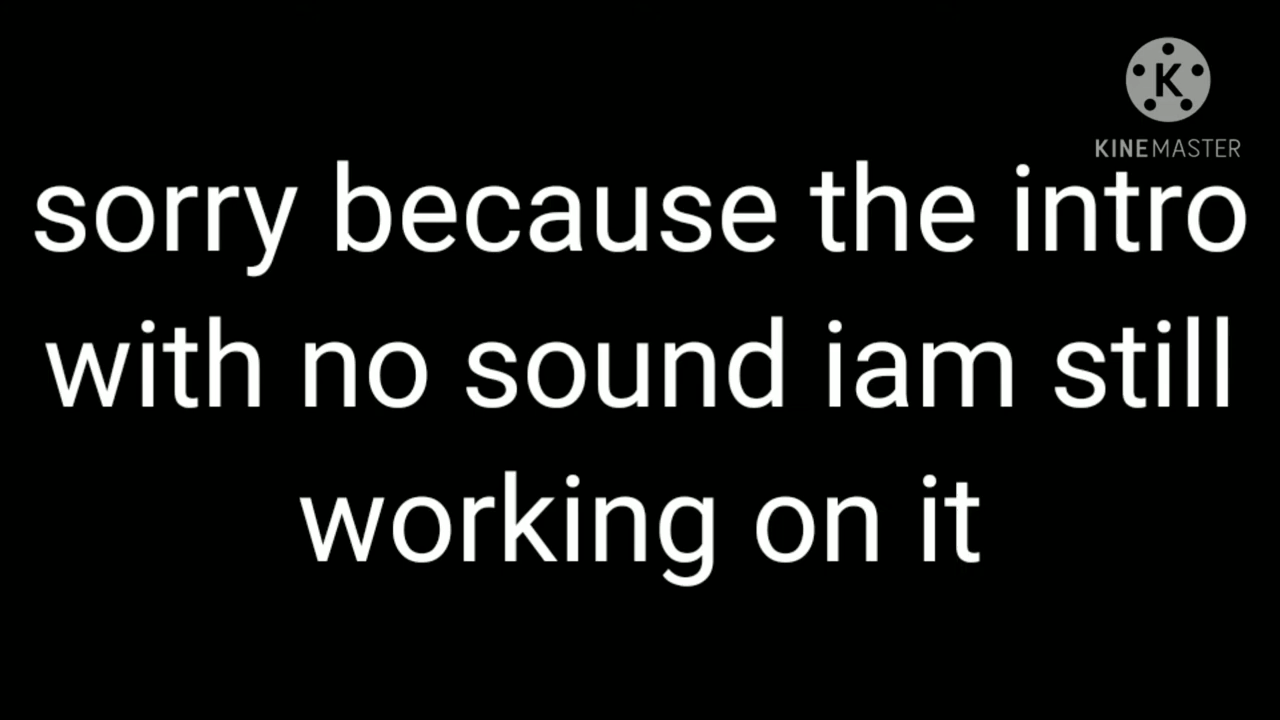 K
KINEMASTER
sorry because the intro
with no sound iam still
working on it